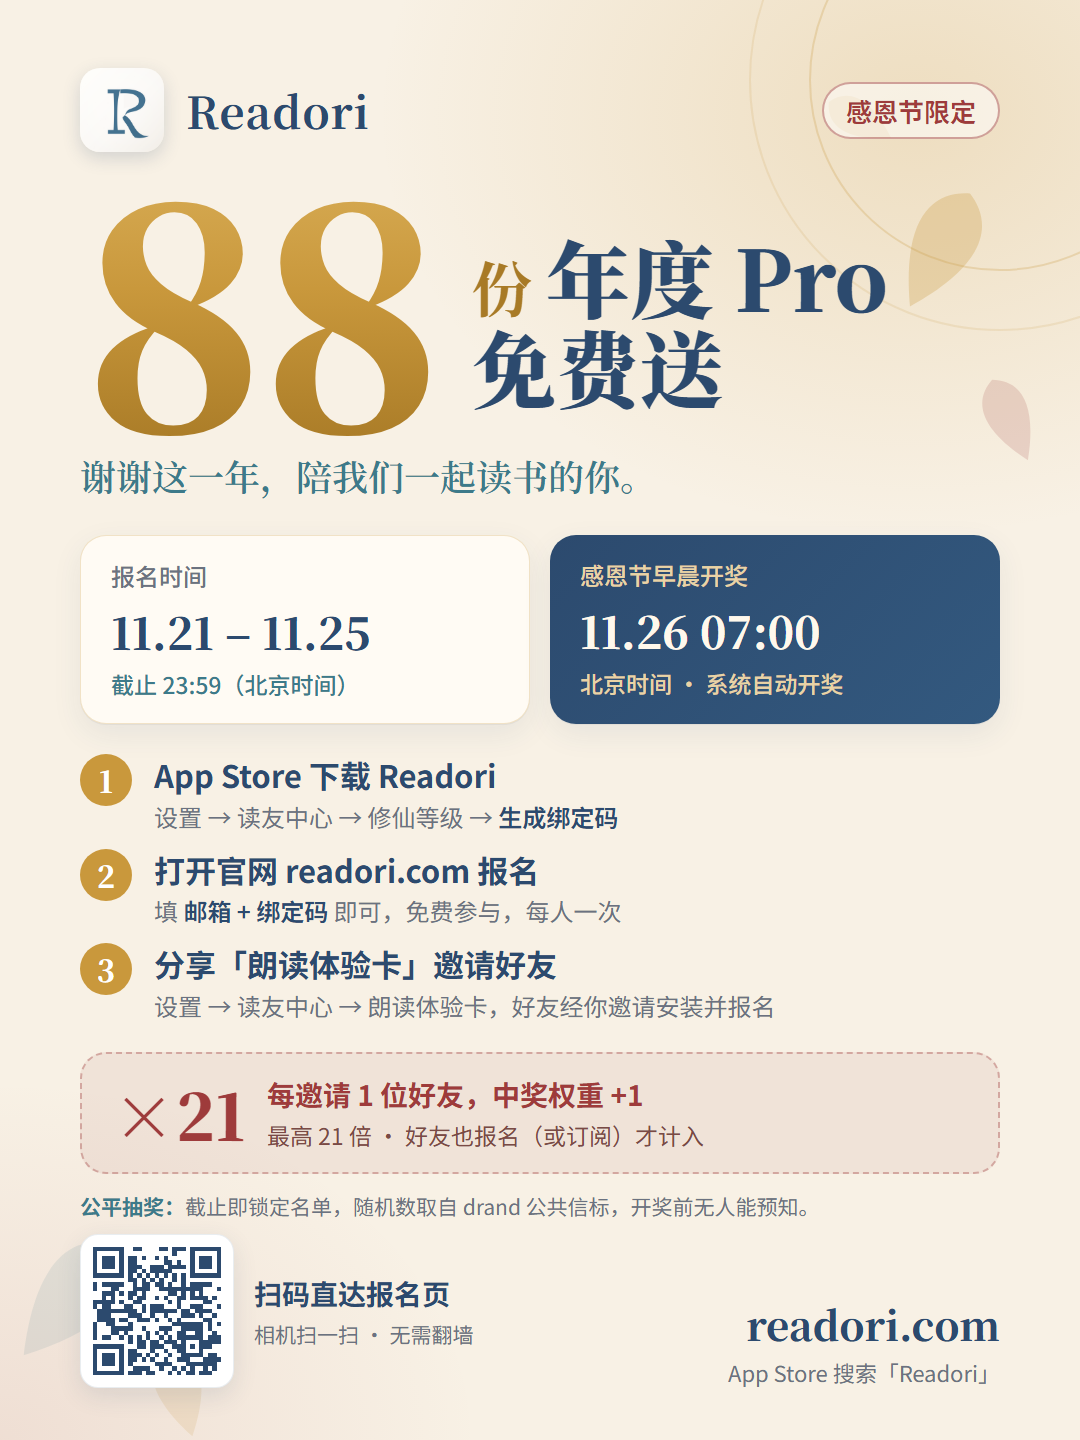 R
Readori
感恩节限定
88
份 年度 Pro
免费送
谢谢这一年，陪我们一起读书的你。
报名时间
11.21 – 11.25
截止 23:59（北京时间）
感恩节早晨开奖
11.26 07:00
北京时间 · 系统自动开奖
1
App Store 下载 Readori
设置 → 读友中心 → 修仙等级 → 生成绑定码
2
打开官网 readori.com 报名
填 邮箱 + 绑定码 即可，免费参与，每人一次
3
分享「朗读体验卡」邀请好友
设置 → 读友中心 → 朗读体验卡，好友经你邀请安装并报名
×21
每邀请 1 位好友，中奖权重 +1
最高 21 倍 · 好友也报名（或订阅）才计入
公平抽奖：截止即锁定名单，随机数取自 drand 公共信标，开奖前无人能预知。
扫码直达报名页
相机扫一扫 · 无需翻墙
readori.com
App Store 搜索「Readori」